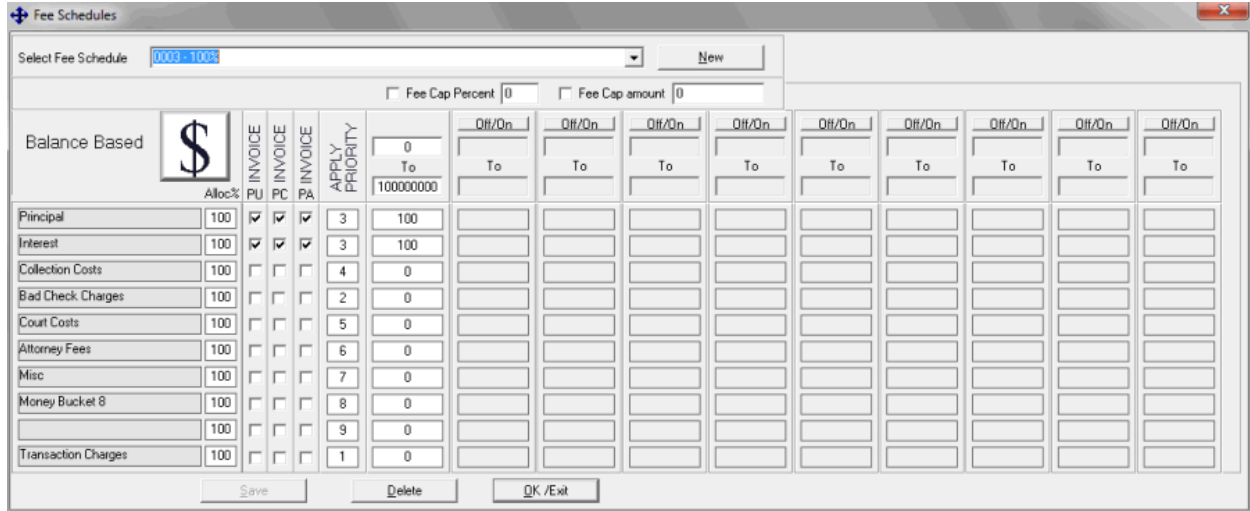 Fee Schedules
Select Fee Schedule 0003 - 100% New
Fee Cap Percent 0 Fee Cap amount 0
Off/On Off/On Off/On Off/On Off/On Off/On Off/On Off/On Off/On
Balance Based $ Alloc% PU INVOICE PC INVOICE PA INVOICE APPLY PRIORITY 0
To To To To To To To To To To
100000000
Principal 100 3 100
Interest 100 3 100
Collection Costs 100 4 0
Bad Check Charges 100 2 0
Court Costs 100 5 0
Attorney Fees 100 6 0
Misc 100 7 0
Money Bucket 8 100 8 0
100 9 0
Transaction Charges 100 1 0
Save Delete OK /Exit